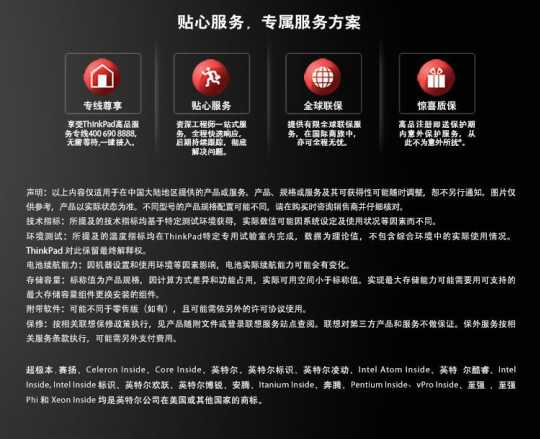 贴心服务，专属服务方案
专线尊享
贴心服务
全球联保
惊喜质保
享受ThinkPad高品服
务专线400 690 8888,
无需等待,一键接入。
资深工程师一站式服
务，全程快速响应，
后期持续跟踪，彻底
解决问题。
提供有限全球联保服
务，在国际商旅中，
亦可全程无忧。
高品注册即送保护期
内意外保护服务，从
此不为意外所扰*。
声明：以上内容仅适用于在中国大陆地区提供的产品或服务。产品、规格或服务及其可获得性可能随时调整，恕不另行通知。图片仅
供参考，产品以实际状态为准。不同型号的产品规格配置可能不同，请在购买时查询销售商并仔细核对。
技术指标：所提及的技术指标均基于特定测试环境获得，实际数值可能因系统设定及使用状况等因素而不同。
环境测试：所提及的温度指标均在ThinkPad特定专用试验室内完成，数据为理论值，不包含综合环境中的实际使用情况。
ThinkPad 对此保留最终解释权。
电池续航能力：因机器设置和使用环境等因素影响，电池实际续航能力可能会有变化。
存储容量：标称值为产品规格，因计算方式差异和功能占用，实际可用空间小于标称值。实现最大存储能力可能需要用可支持的
最大存储容量组件更换安装的组件。
附带软件：可能不同于零售版（如有），且可能需依另外的许可协议使用。
保修：按相关联想保修政策执行，见产品随附文件或登录联想服务站点查阅。联想对第三方产品和服务不做保证。保外服务按相
关服务条款执行，可能需另外支付费用。
超极本、赛扬、Celeron Inside、Core Inside、英特尔、英特尔标识、英特尔凌动、Intel Atom Inside、英特 尔酷睿、Intel
Inside, Intel Inside 标识、英特尔欢跃、英特尔博锐、安腾、Itanium Inside、奔腾、Pentium Inside、vPro Inside、至强 、至强
Phi 和 Xeon Inside 均是英特尔公司在美国或其他国家的商标。